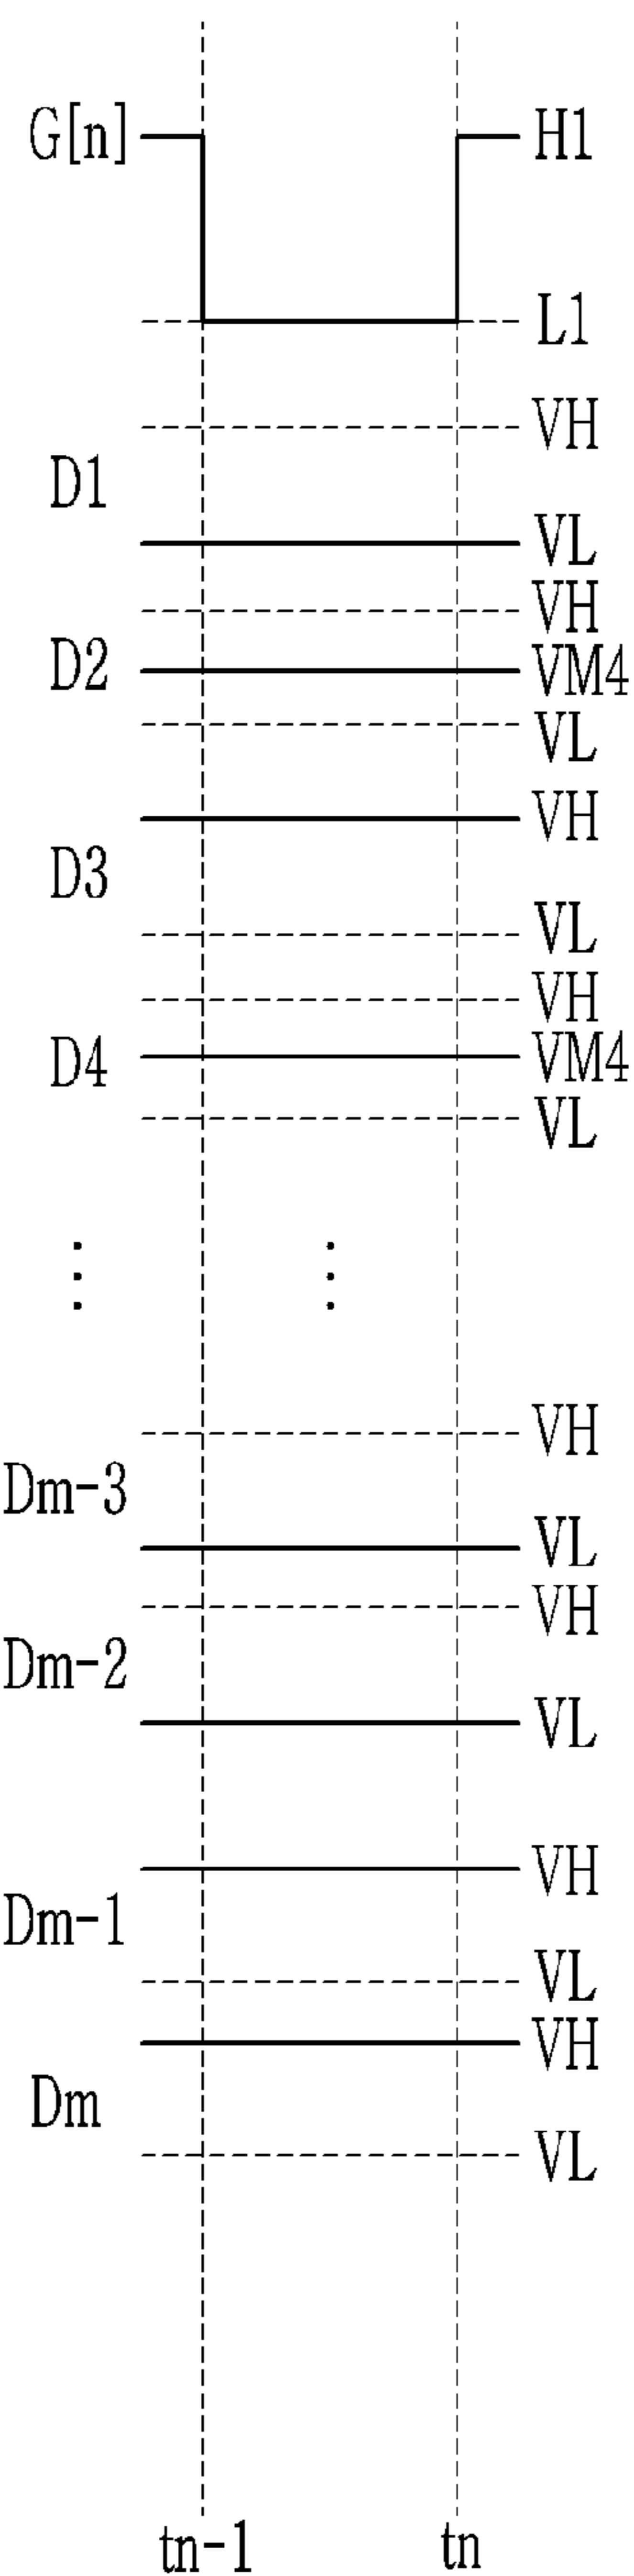 G[n] H1
L1
VH
D1
VL
VH
D2 VM4
VL
VH
D3
VL
VH
D4 VM4
VL
VH
Dm-3
VL
VH
Dm-2
VL
VH
Dm-1
VL
VH
Dm
VL
tn-1 tn